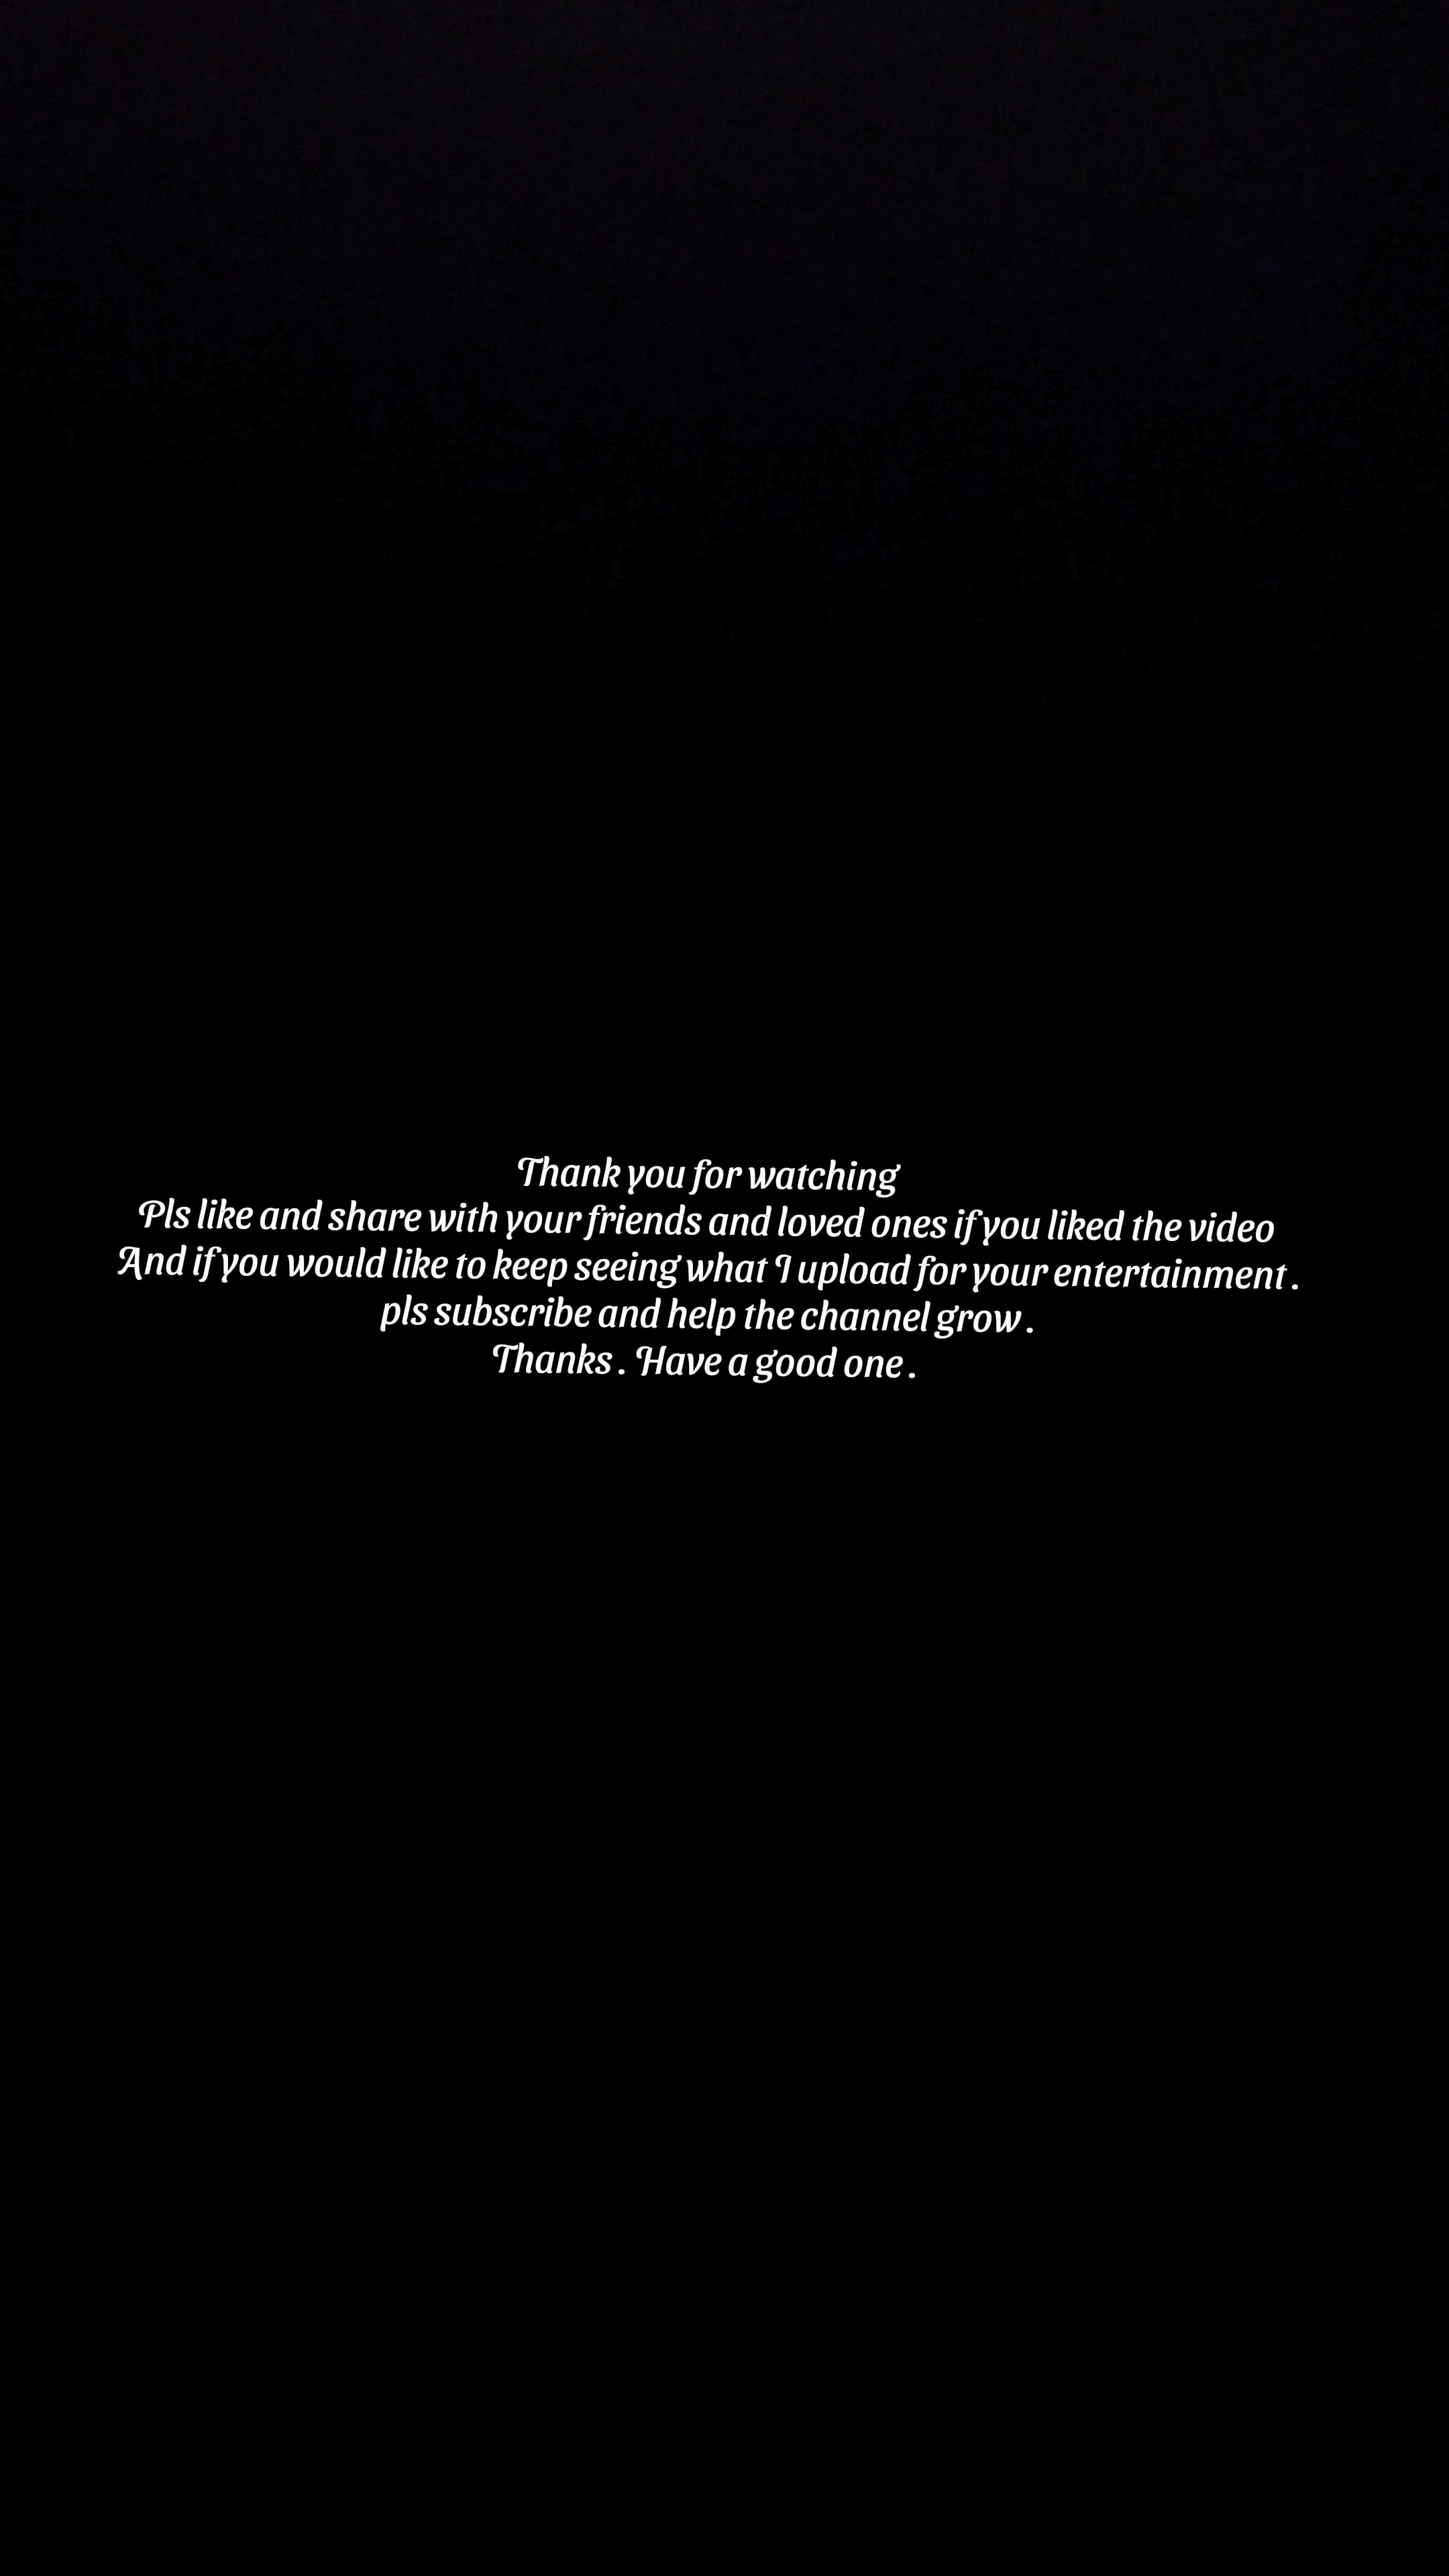 Thank you for watching
Pls like and share with your friends and loved ones if you liked the video
And if you would like to keep seeing what I upload for your entertainment .
pls subscribe and help the channel grow .
Thanks . Have a good one .